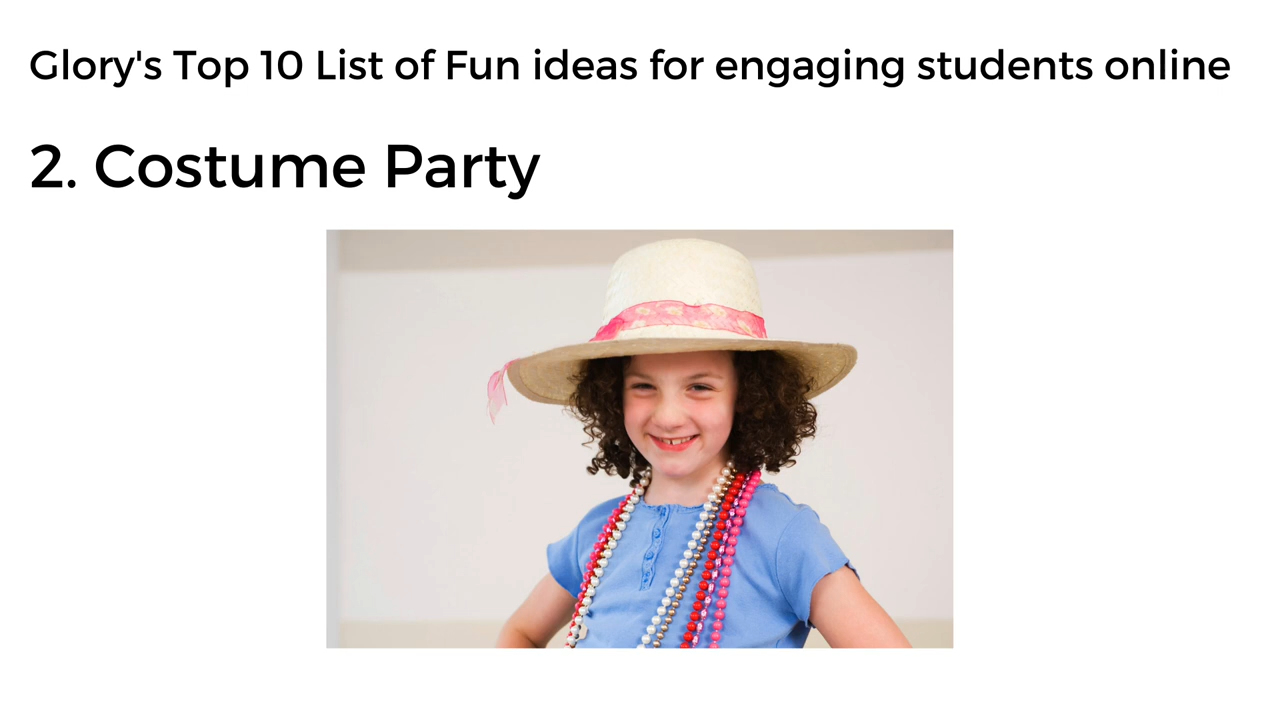 Glory's Top 10 List of Fun ideas for engaging students online
2. Costume Party